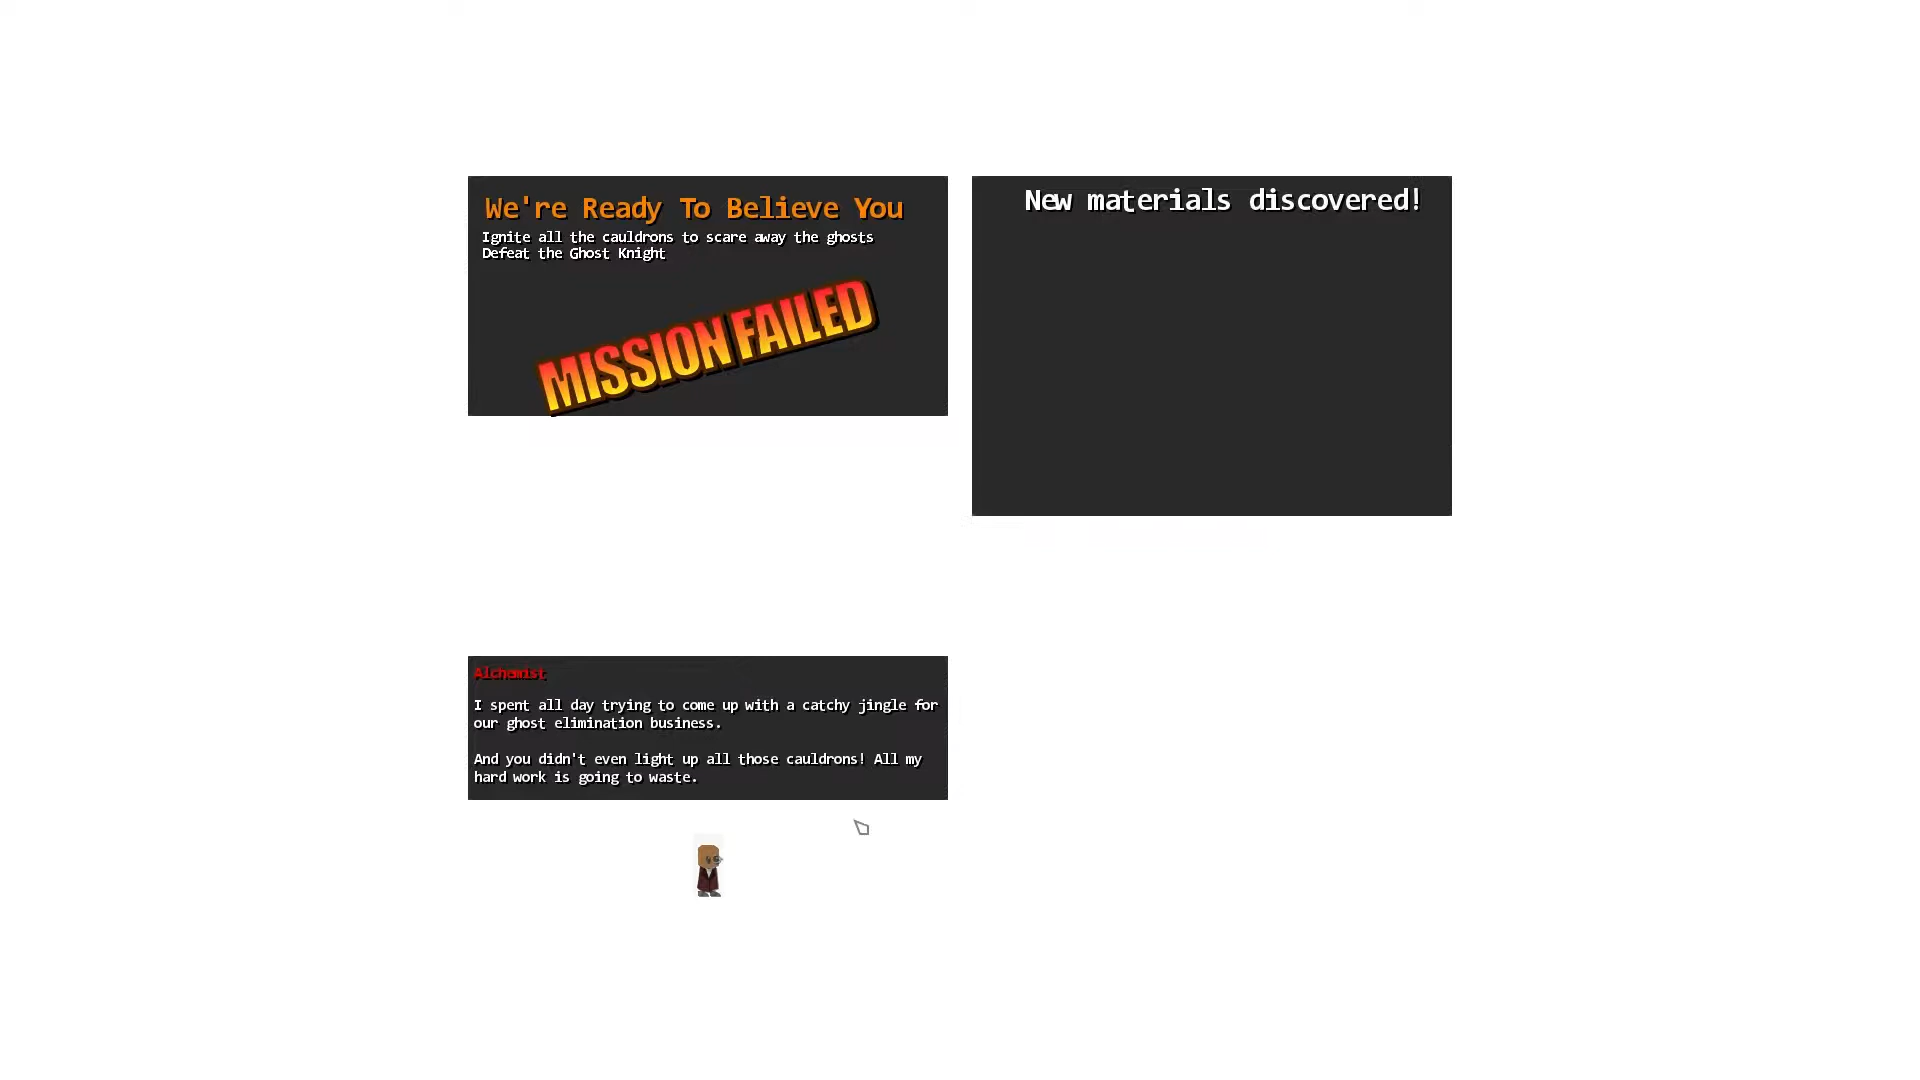 We're Ready To Believe You
Ignite all the cauldrons to scare away the ghosts
Defeat the Ghost Knight
MISSION FAILED
New materials discovered!
Alchemist
I spent all day trying to come up with a catchy jingle for
our ghost elimination business.
And you didn't even light up all those cauldrons! All my
hard work is going to waste.